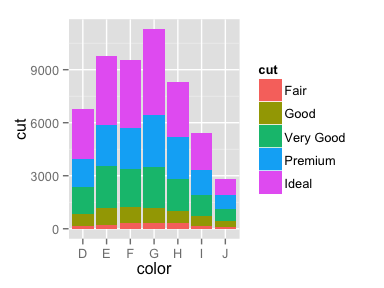 cut
9000
6000
3000
0
D E F G H I J
color
cut
Fair
Good
Very Good
Premium
Ideal